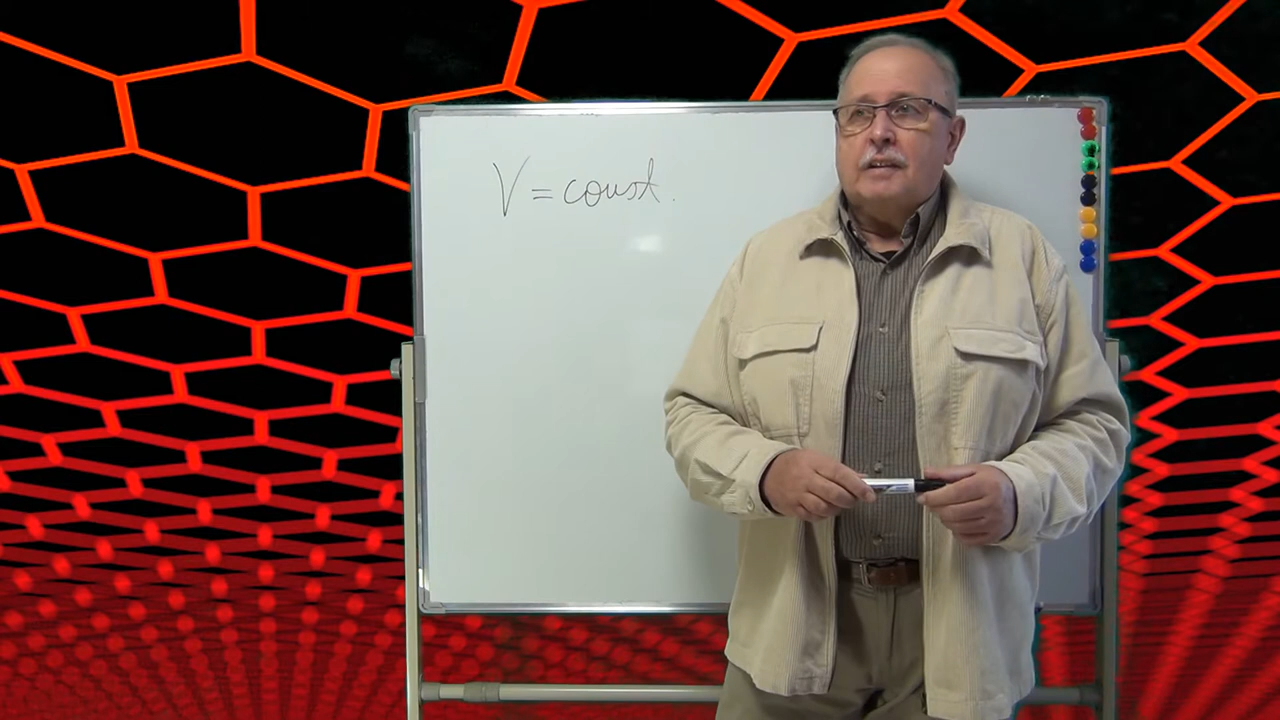 V = const.